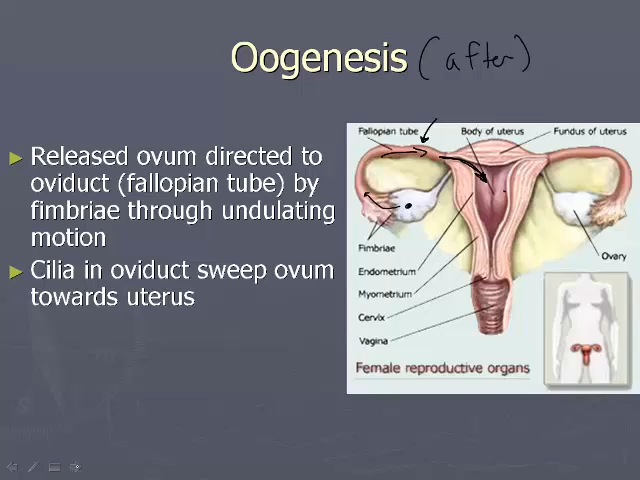 Oogenesis (after)
► Released ovum directed to
oviduct (fallopian tube) by
fimbriae through undulating
motion
► Cilia in oviduct sweep ovum
towards uterus
Fallopian tube
Body of uterus
Fundus of uterus
Fimbriae
Ovary
Endometrium
Myometrium
Cervix
Vagina
Female reproductive organs